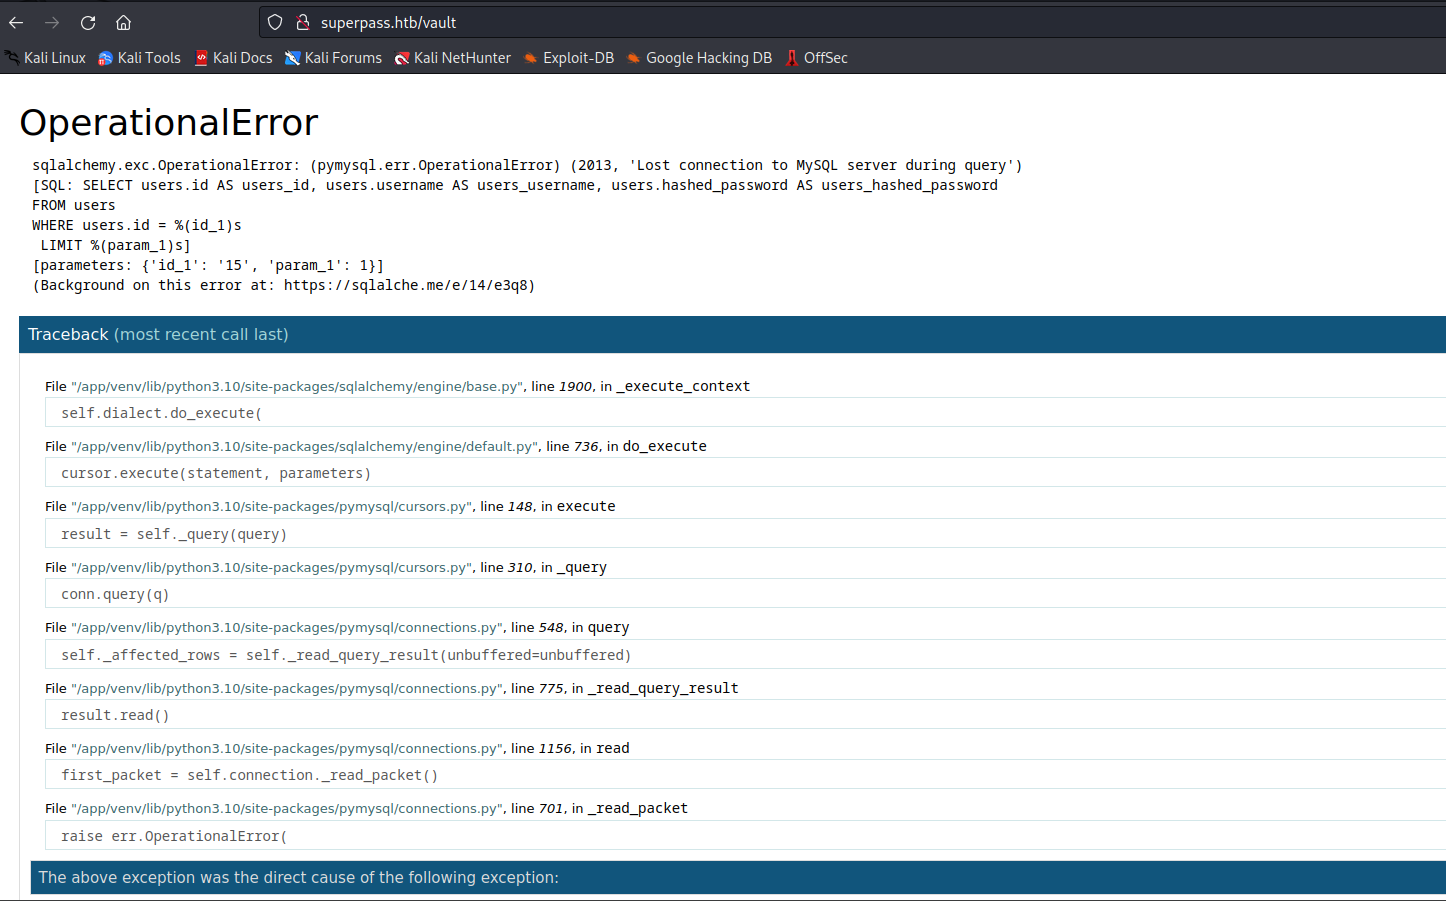 superpass.htb/vault
Kali Linux Kali Tools Kali Docs Kali Forums Kali NetHunter Exploit-DB Google Hacking DB OffSec
OperationalError
sqlalchemy.exc.OperationalError: (pymysql.err.OperationalError) (2013, 'Lost connection to MySQL server during query')
[SQL: SELECT users.id AS users_id, users.username AS users_username, users.hashed_password AS users_hashed_password
FROM users
WHERE users.id = %(id_1)s
 LIMIT %(param_1)s]
[parameters: {'id_1': '15', 'param_1': 1}]
(Background on this error at: https://sqlalche.me/e/14/e3q8)
Traceback (most recent call last)
File "/app/venv/lib/python3.10/site-packages/sqlalchemy/engine/base.py", line 1900, in _execute_context
self.dialect.do_execute(
File "/app/venv/lib/python3.10/site-packages/sqlalchemy/engine/default.py", line 736, in do_execute
cursor.execute(statement, parameters)
File "/app/venv/lib/python3.10/site-packages/pymysql/cursors.py", line 148, in execute
result = self._query(query)
File "/app/venv/lib/python3.10/site-packages/pymysql/cursors.py", line 310, in _query
conn.query(q)
File "/app/venv/lib/python3.10/site-packages/pymysql/connections.py", line 548, in query
self._affected_rows = self._read_query_result(unbuffered=unbuffered)
File "/app/venv/lib/python3.10/site-packages/pymysql/connections.py", line 775, in _read_query_result
result.read()
File "/app/venv/lib/python3.10/site-packages/pymysql/connections.py", line 1156, in read
first_packet = self.connection._read_packet()
File "/app/venv/lib/python3.10/site-packages/pymysql/connections.py", line 701, in _read_packet
raise err.OperationalError(
The above exception was the direct cause of the following exception: